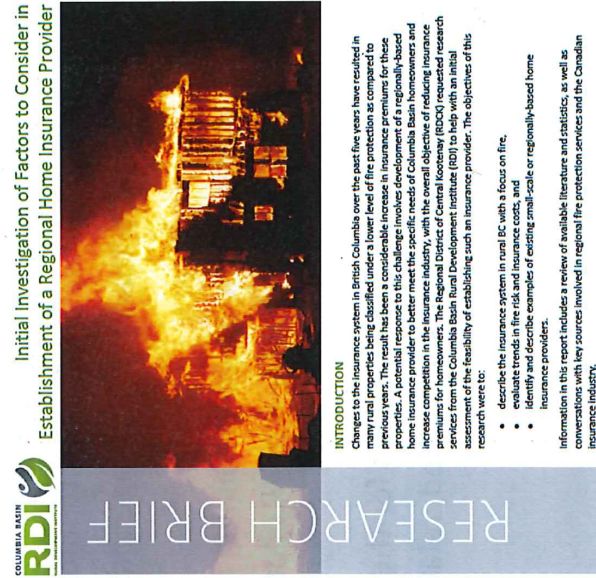 COLUMBIA BASIN
RDI
RURAL DEVELOPMENT INSTITUTE
Initial Investigation of Factors to Consider in
Establishment of a Regional Home Insurance Provider
RESEARCH BRIEF
INTRODUCTION
Changes to the insurance system in British Columbia over the past five years have resulted in
many rural properties being classified under a lower level of fire protection as compared to
previous years. The result has been a considerable increase in insurance premiums for these
properties. A potential response to this challenge involves development of a regionally-based
home insurance provider to better meet the specific needs of Columbia Basin homeowners and
increase competition in the insurance industry, with the overall objective of reducing insurance
premiums for homeowners. The Regional District of Central Kootenay (RDCK) requested research
services from the Columbia Basin Rural Development Institute (RDI) to help with an initial
assessment of the feasibility of establishing such an insurance provider. The objectives of this
research were to:
• describe the insurance system in rural BC with a focus on fire,
• evaluate trends in fire risk and insurance costs, and
• identify and describe examples of existing small-scale or regionally-based home
insurance providers.
Information in this report includes a review of available literature and statistics, as well as
conversations with key sources involved in regional fire protection services and the Canadian
insurance industry.